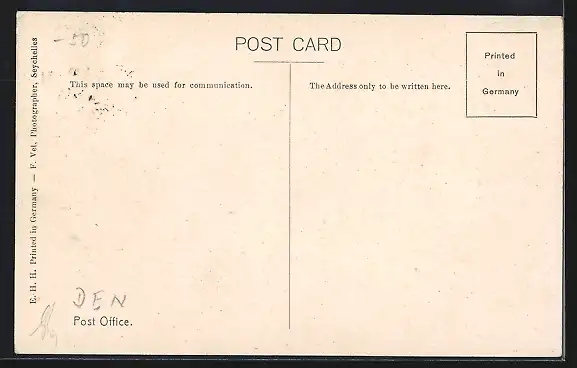 E. H. H. Printed in Germany — F. Vel, Photographer, Seychelles
– 50
POST CARD
This space may be used for communication.
The Address only to be written here.
Printed
in
Germany
DEN
Post Office.